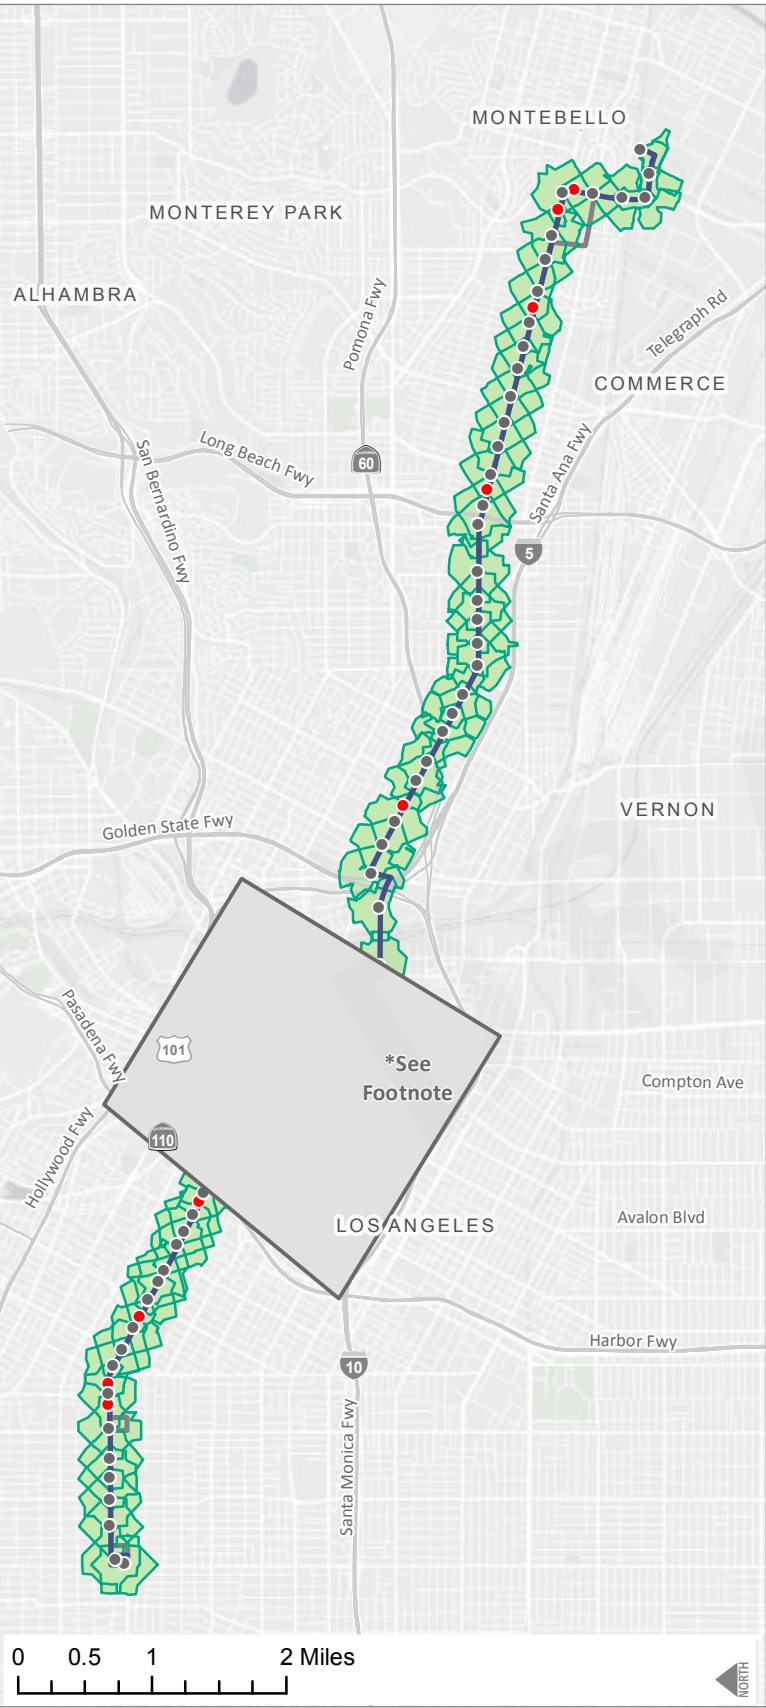 MONTEBELLO
MONTEREY PARK
ALHAMBRA
Pomona Fwy
Telegraph Rd
COMMERCE
San Bernardino Fwy
Long Beach Fwy
CALIFORNIA
60
Santa Ana Fwy
5
VERNON
Golden State Fwy
Pasadena Fwy
101
*See
Footnote
Compton Ave
Hollywood Fwy
CALIFORNIA
110
LOS ANGELES
Avalon Blvd
Harbor Fwy
10
Santa Monica Fwy
0 0.5 1 2 Miles
NORTH